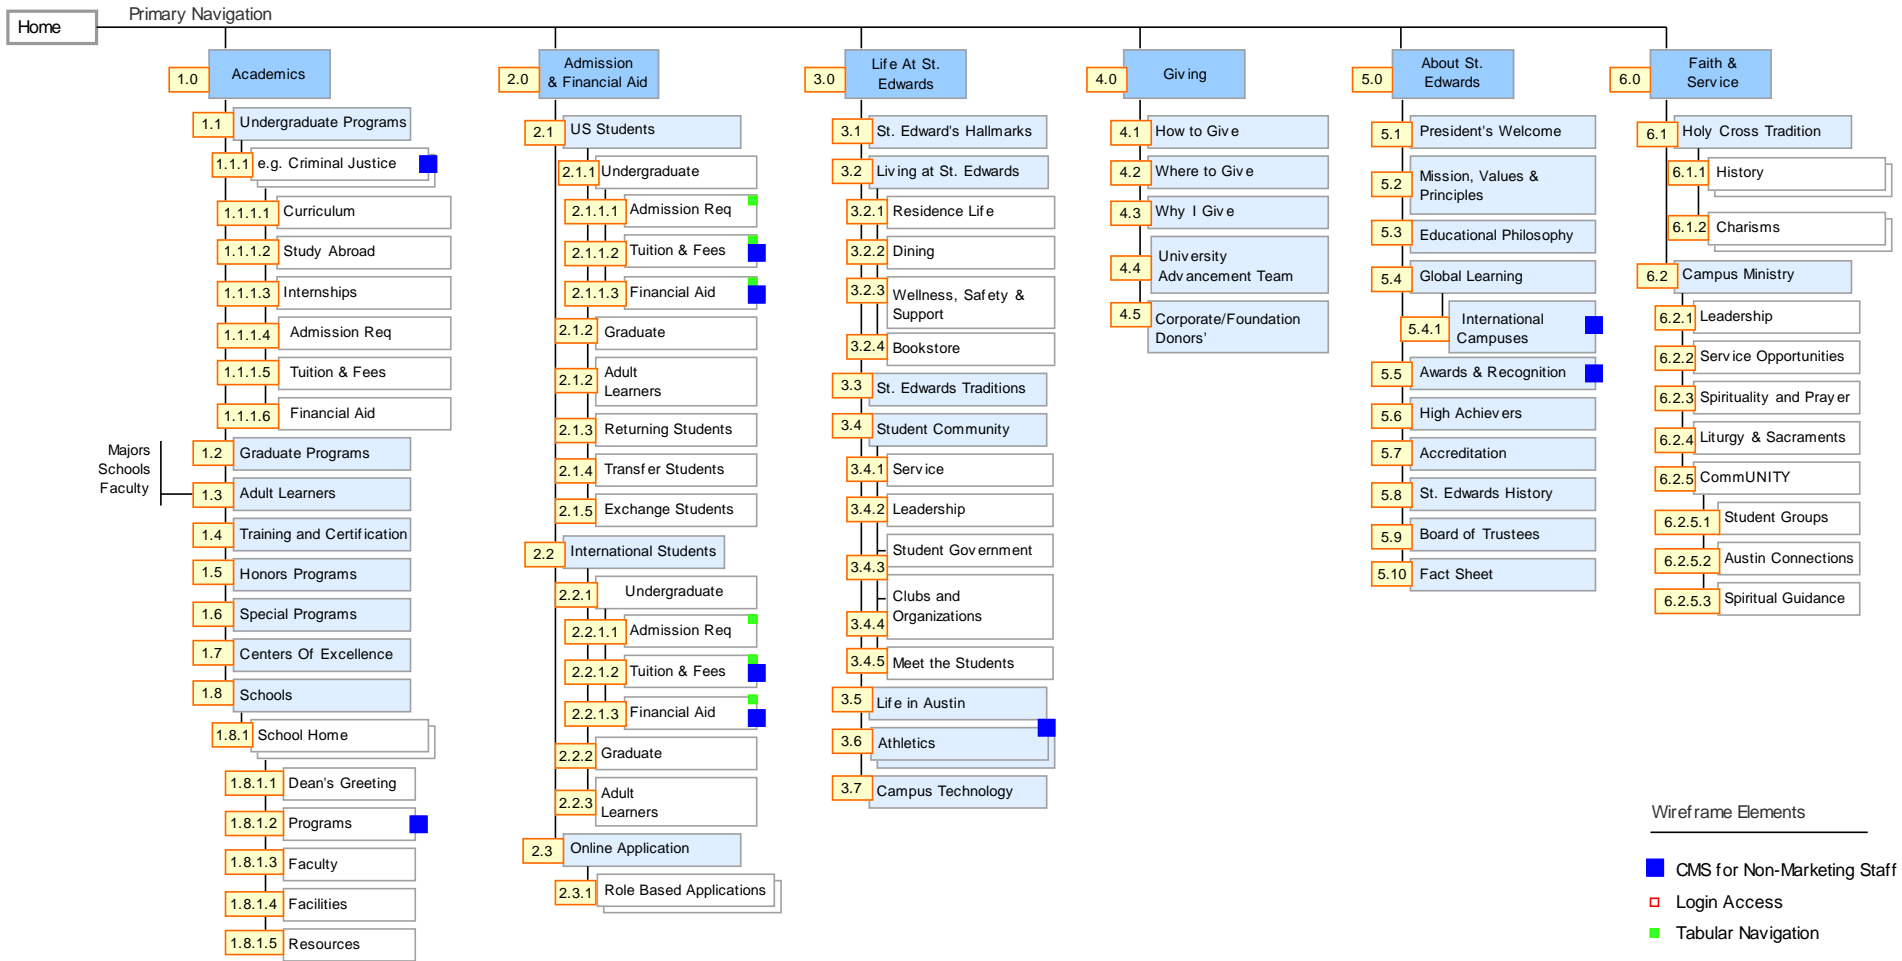 Primary Navigation
Home
1.0
Academics
1.1
Undergraduate Programs
1.1.1
e.g. Criminal Justice
1.1.1.1
Curriculum
1.1.1.2
Study Abroad
1.1.1.3
Internships
1.1.1.4
Admission Req
1.1.1.5
Tuition & Fees
1.1.1.6
Financial Aid
Majors
Schools
Faculty
1.2
Graduate Programs
1.3
Adult Learners
1.4
Training and Certification
1.5
Honors Programs
1.6
Special Programs
1.7
Centers Of Excellence
1.8
Schools
1.8.1
School Home
1.8.1.1
Dean's Greeting
1.8.1.2
Programs
1.8.1.3
Faculty
1.8.1.4
Facilities
1.8.1.5
Resources
2.0
Admission
& Financial Aid
2.1
US Students
2.1.1
Undergraduate
2.1.1.1
Admission Req
2.1.1.2
Tuition & Fees
2.1.1.3
Financial Aid
2.1.2
Graduate
2.1.2
Adult
Learners
2.1.3
Returning Students
2.1.4
Transfer Students
2.1.5
Exchange Students
2.2
International Students
2.2.1
Undergraduate
2.2.1.1
Admission Req
2.2.1.2
Tuition & Fees
2.2.1.3
Financial Aid
2.2.2
Graduate
2.2.3
Adult
Learners
2.3
Online Application
2.3.1
Role Based Applications
3.0
Life At St.
Edwards
3.1
St. Edward's Hallmarks
3.2
Living at St. Edwards
3.2.1
Residence Life
3.2.2
Dining
3.2.3
Wellness, Safety &
Support
3.2.4
Bookstore
3.3
St. Edwards Traditions
3.4
Student Community
3.4.1
Service
3.4.2
Leadership
Student Government
3.4.3
Clubs and
Organizations
3.4.4
3.4.5
Meet the Students
3.5
Life in Austin
3.6
Athletics
3.7
Campus Technology
4.0
Giving
4.1
How to Give
4.2
Where to Give
4.3
Why I Give
4.4
University
Advancement Team
4.5
Corporate/Foundation
Donors'
5.0
About St.
Edwards
5.1
President's Welcome
5.2
Mission, Values &
Principles
5.3
Educational Philosophy
5.4
Global Learning
5.4.1
International
Campuses
5.5
Awards & Recognition
5.6
High Achievers
5.7
Accreditation
5.8
St. Edwards History
5.9
Board of Trustees
5.10
Fact Sheet
6.0
Faith &
Service
6.1
Holy Cross Tradition
6.1.1
History
6.1.2
Charisms
6.2
Campus Ministry
6.2.1
Leadership
6.2.2
Service Opportunities
6.2.3
Spirituality and Prayer
6.2.4
Liturgy & Sacraments
6.2.5
CommUNITY
6.2.5.1
Student Groups
6.2.5.2
Austin Connections
6.2.5.3
Spiritual Guidance
Wireframe Elements
CMS for Non-Marketing Staff
Login Access
Tabular Navigation